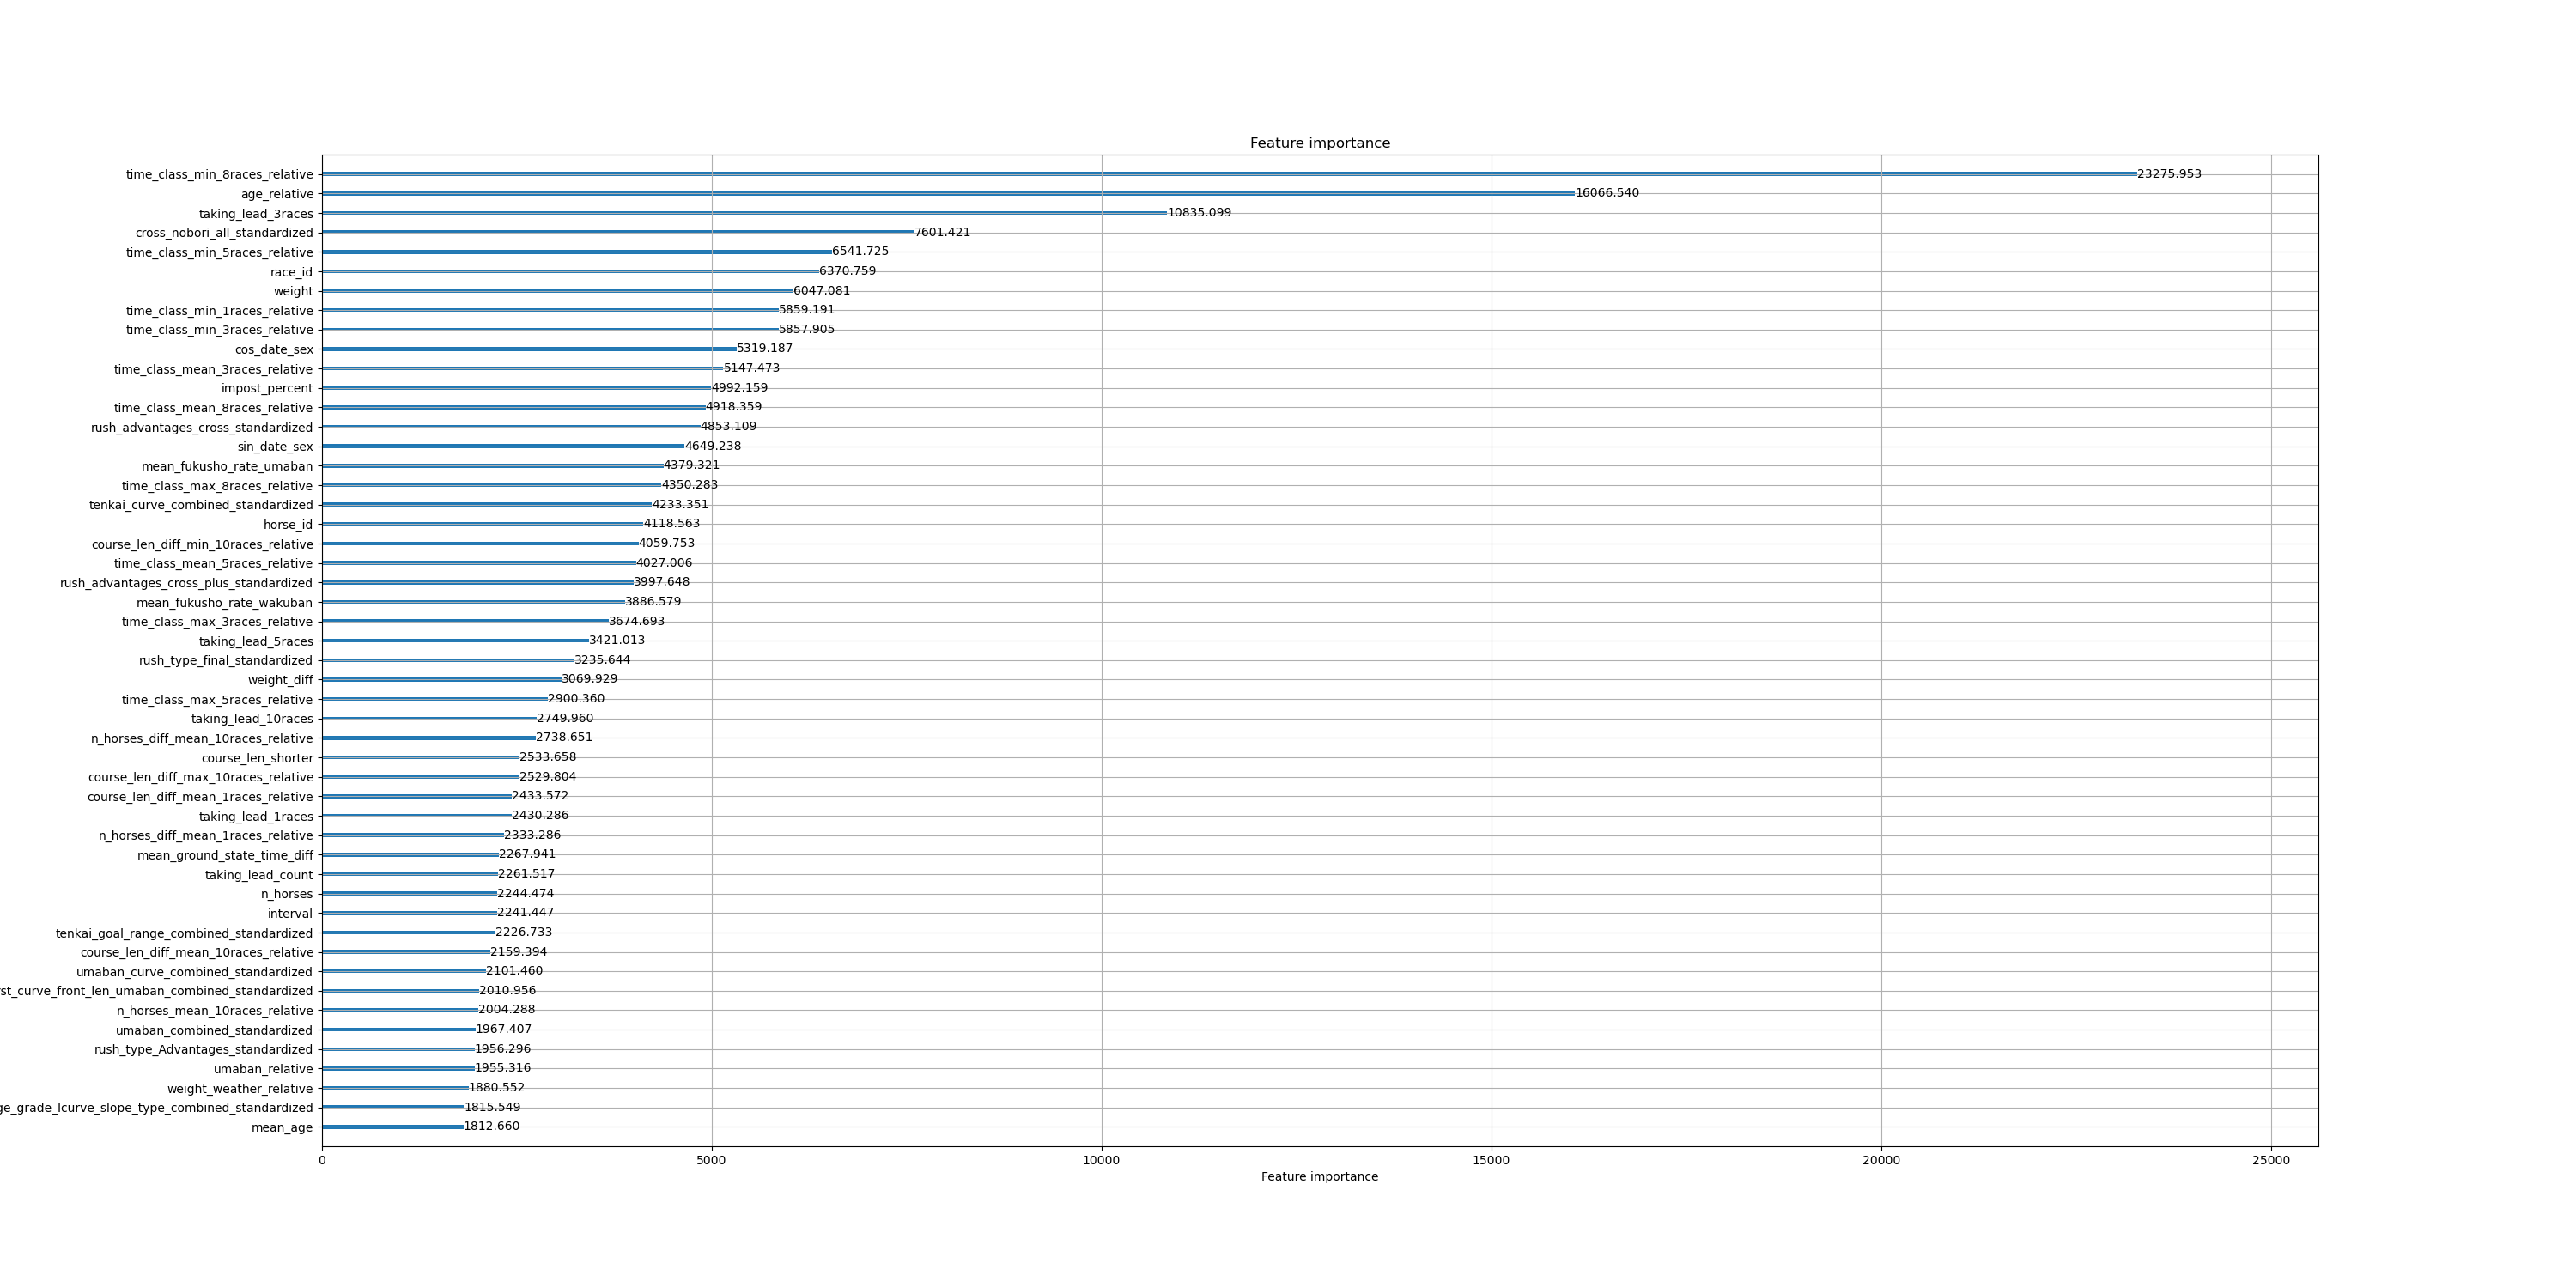 Feature importance
time_class_min_8races_relative 23275.953
age_relative 16066.540
taking_lead_3races 10835.099
cross_nobori_all_standardized 7601.421
time_class_min_5races_relative 6541.725
race_id 6370.759
weight 6047.081
time_class_min_1races_relative 5859.191
time_class_min_3races_relative 5857.905
cos_date_sex 5319.187
time_class_mean_3races_relative 5147.473
impost_percent 4992.159
time_class_mean_8races_relative 4918.359
rush_advantages_cross_standardized 4853.109
sin_date_sex 4649.238
mean_fukusho_rate_umaban 4379.321
time_class_max_8races_relative 4350.283
tenkai_curve_combined_standardized 4233.351
horse_id 4118.563
course_len_diff_min_10races_relative 4059.753
time_class_mean_5races_relative 4027.006
rush_advantages_cross_plus_standardized 3997.648
mean_fukusho_rate_wakuban 3886.579
time_class_max_3races_relative 3674.693
taking_lead_5races 3421.013
rush_type_final_standardized 3235.644
weight_diff 3069.929
time_class_max_5races_relative 2900.360
taking_lead_10races 2749.960
n_horses_diff_mean_10races_relative 2738.651
course_len_shorter 2533.658
course_len_diff_max_10races_relative 2529.804
course_len_diff_mean_1races_relative 2433.572
taking_lead_1races 2430.286
n_horses_diff_mean_1races_relative 2333.286
mean_ground_state_time_diff 2267.941
taking_lead_count 2261.517
n_horses 2244.474
interval 2241.447
tenkai_goal_range_combined_standardized 2226.733
course_len_diff_mean_10races_relative 2159.394
umaban_curve_combined_standardized 2101.460
st_curve_front_len_umaban_combined_standardized 2010.956
n_horses_mean_10races_relative 2004.288
umaban_combined_standardized 1967.407
rush_type_Advantages_standardized 1956.296
umaban_relative 1955.316
weight_weather_relative 1880.552
ge_grade_lcurve_slope_type_combined_standardized 1815.549
mean_age 1812.660
0 5000 10000 15000 20000 25000
Feature importance